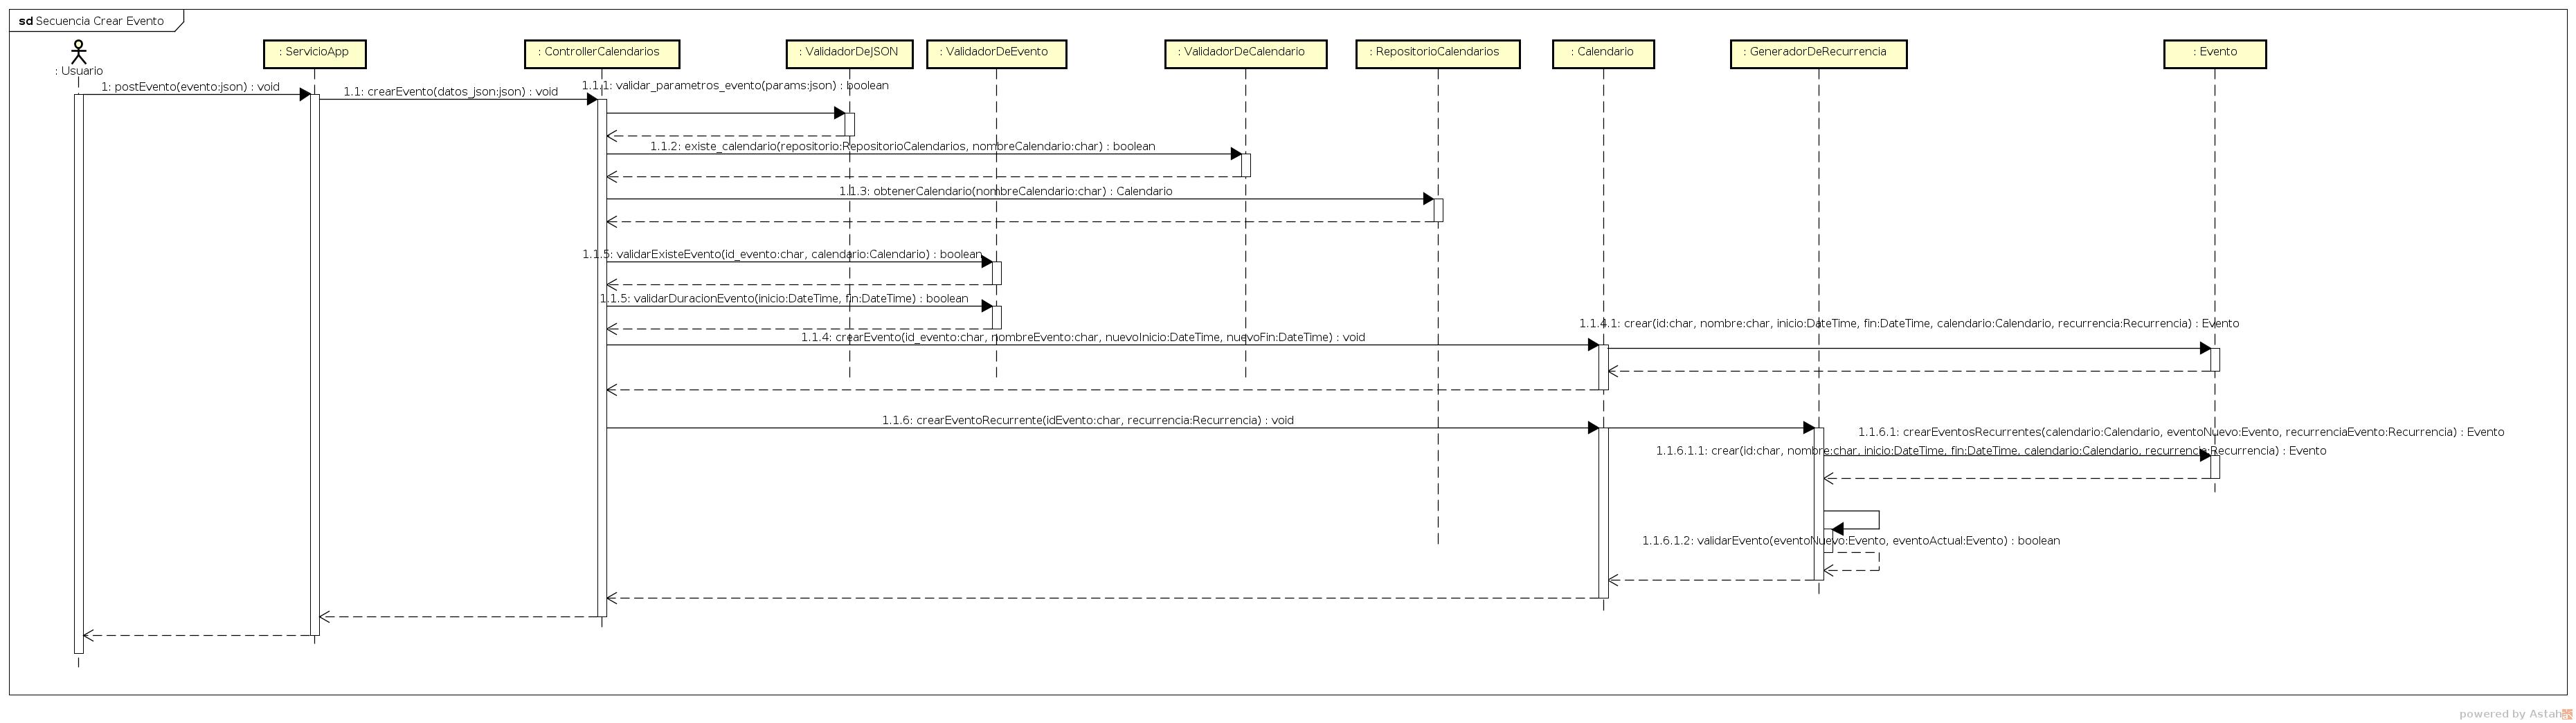 sd Secuencia Crear Evento
: Usuario
: ServicioApp
: ControllerCalendarios
: ValidadorDeJSON
: ValidadorDeEvento
: ValidadorDeCalendario
: RepositorioCalendarios
: Calendario
: GeneradorDeRecurrencia
: Evento
1: postEvento(evento:json) : void
1.1: crearEvento(datos_json:json) : void
1.1.1: validar_parametros_evento(params:json) : boolean
1.1.2: existe_calendario(repositorio:RepositorioCalendarios, nombreCalendario:char) : boolean
1.1.3: obtenerCalendario(nombreCalendario:char) : Calendario
1.1.5: validarExisteEvento(id_evento:char, calendario:Calendario) : boolean
1.1.5: validarDuracionEvento(inicio:DateTime, fin:DateTime) : boolean
1.1.4.1: crear(id:char, nombre:char, inicio:DateTime, fin:DateTime, calendario:Calendario, recurrencia:Recurrencia) : Evento
1.1.4: crearEvento(id_evento:char, nombreEvento:char, nuevoInicio:DateTime, nuevoFin:DateTime) : void
1.1.6: crearEventoRecurrente(idEvento:char, recurrencia:Recurrencia) : void
1.1.6.1: crearEventosRecurrentes(calendario:Calendario, eventoNuevo:Evento, recurrenciaEvento:Recurrencia) : Evento
1.1.6.1.1: crear(id:char, nombre:char, inicio:DateTime, fin:DateTime, calendario:Calendario, recurrencia:Recurrencia) : Evento
1.1.6.1.2: validarEvento(eventoNuevo:Evento, eventoActual:Evento) : boolean
powered by Astah